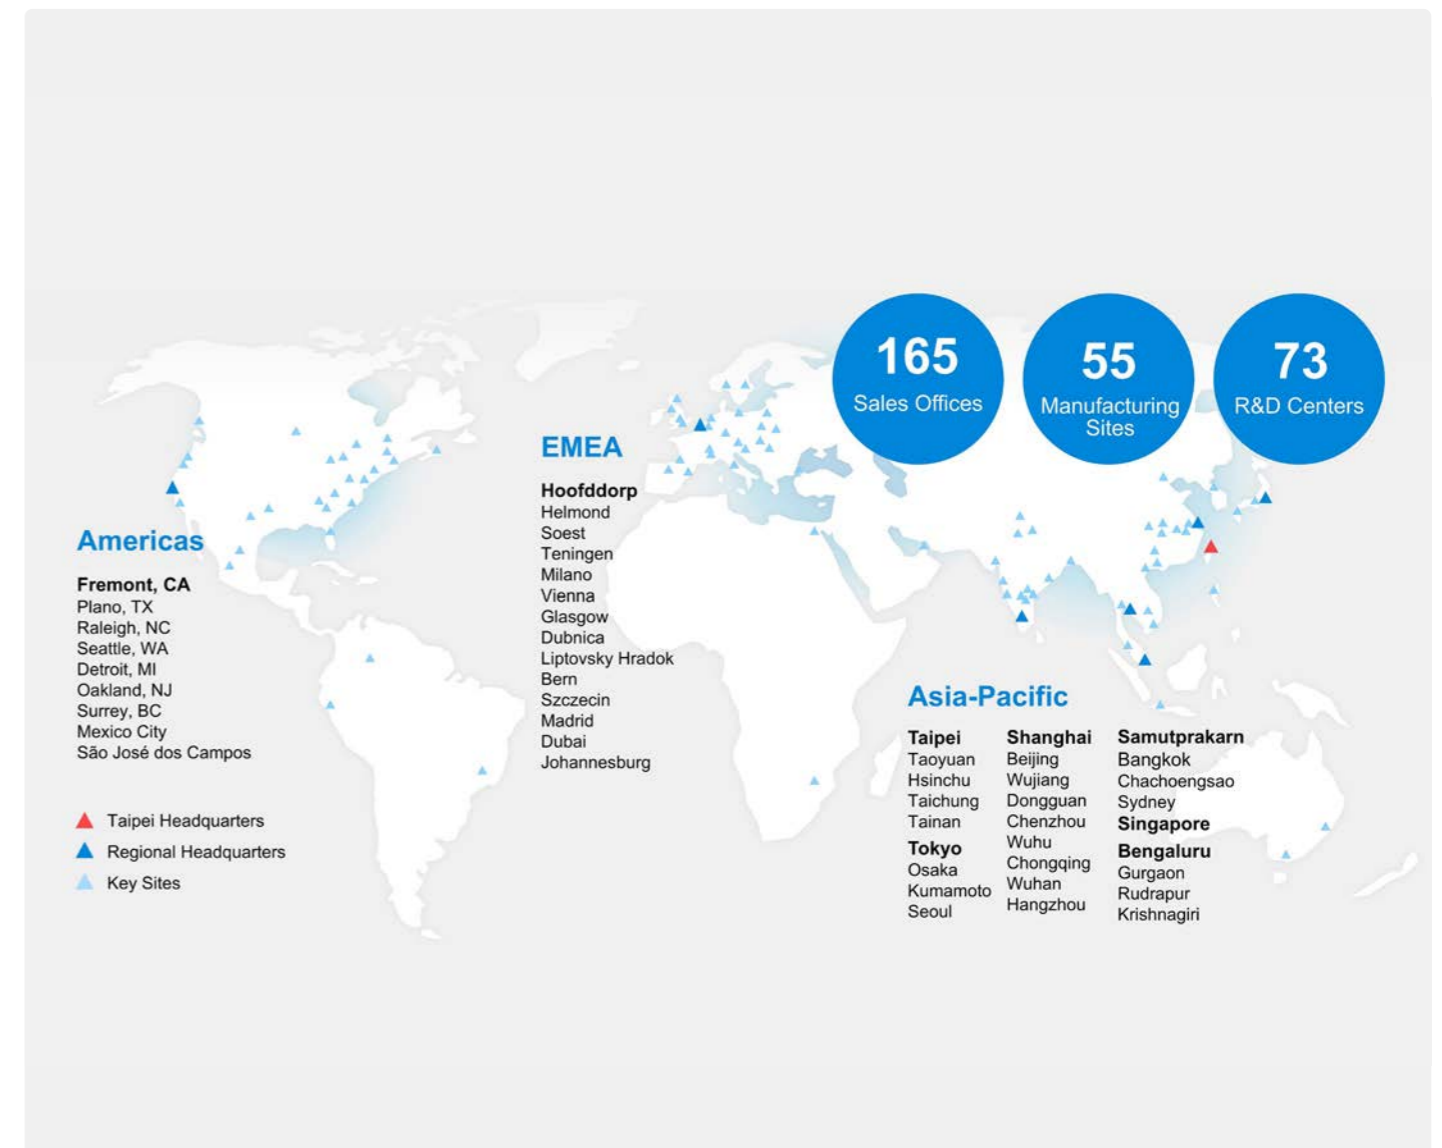 165
Sales Offices
55
Manufacturing
Sites
73
R&D Centers
Americas
Fremont, CA
Plano, TX
Raleigh, NC
Seattle, WA
Detroit, MI
Oakland, NJ
Surrey, BC
Mexico City
São José dos Campos
Taipei Headquarters
Regional Headquarters
Key Sites
EMEA
Hoofddorp
Helmond
Soest
Teningen
Milano
Vienna
Glasgow
Dubnica
Liptovsky Hradok
Bern
Szczecin
Madrid
Dubai
Johannesburg
Asia-Pacific
Taipei
Taoyuan
Hsinchu
Taichung
Tainan
Tokyo
Osaka
Kumamoto
Seoul
Shanghai
Beijing
Wujiang
Dongguan
Chenzhou
Wuhu
Chongqing
Wuhan
Hangzhou
Samutprakarn
Bangkok
Chachoengsao
Sydney
Singapore
Bengaluru
Gurgaon
Rudrapur
Krishnagiri